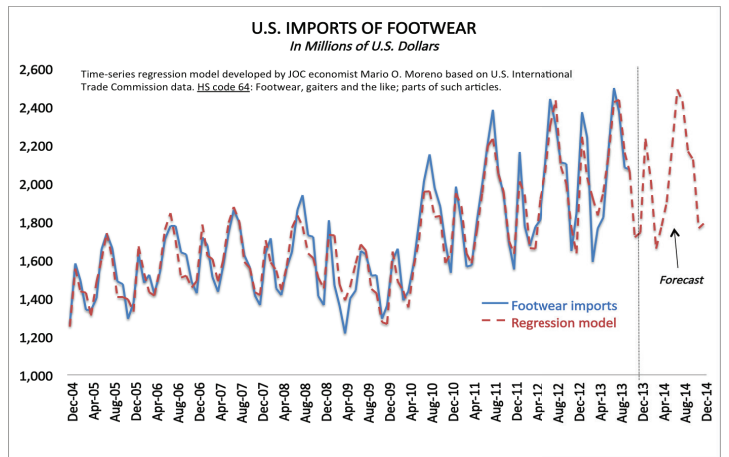 U.S. IMPORTS OF FOOTWEAR
In Millions of U.S. Dollars
Time-series regression model developed by JOC economist Mario O. Moreno based on U.S. International
Trade Commission data. HS code 64: Footwear, gaiters and the like; parts of such articles.
2,600
2,400
2,200
2,000
1,800
1,600
1,400
1,200
1,000
Forecast
Footwear imports
Regression model
Dec-04
Apr-05
Aug-05
Dec-05
Apr-06
Aug-06
Dec-06
Apr-07
Aug-07
Dec-07
Apr-08
Aug-08
Dec-08
Apr-09
Aug-09
Dec-09
Apr-10
Aug-10
Dec-10
Apr-11
Aug-11
Dec-11
Apr-12
Aug-12
Dec-12
Apr-13
Aug-13
Dec-13
Apr-14
Aug-14
Dec-14